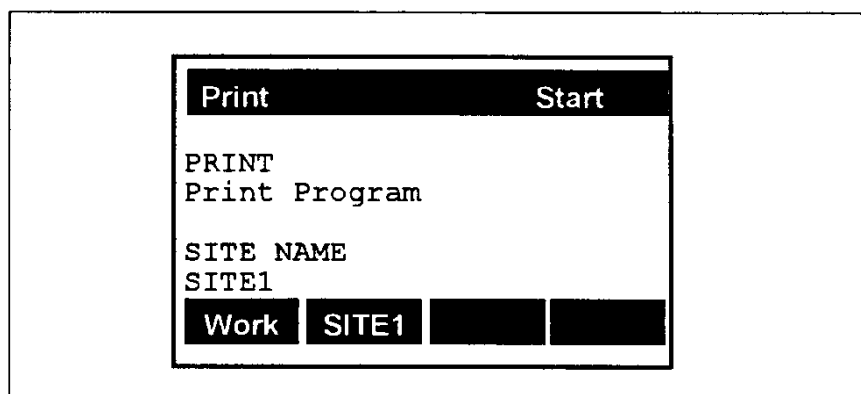 Print Start
PRINT
Print Program
SITE NAME
SITE1
Work SITE1